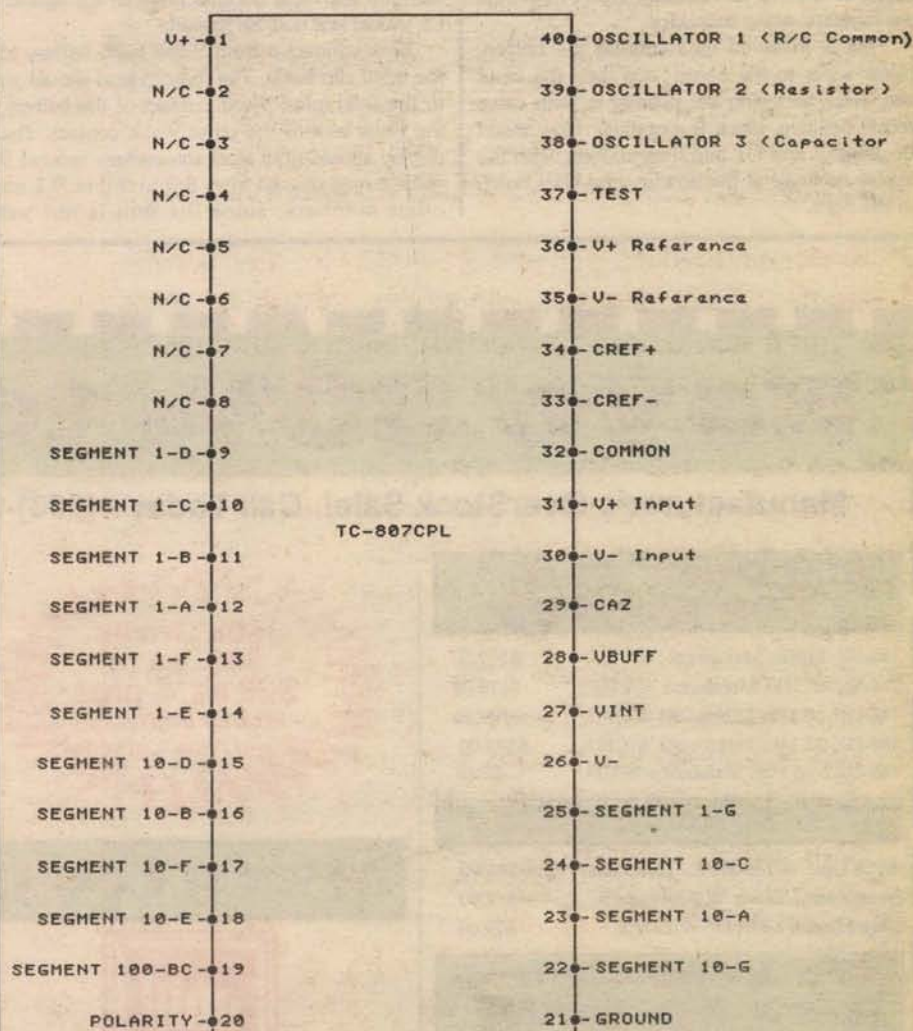 V+ 1 40 OSCILLATOR 1 (R/C Common)
N/C 2 39 OSCILLATOR 2 (Resistor)
N/C 3 38 OSCILLATOR 3 (Capacitor
N/C 4 37 TEST
N/C 5 36 V+ Reference
N/C 6 35 V- Reference
N/C 7 34 CREF+
N/C 8 33 CREF-
SEGMENT 1-D 9 32 COMMON
SEGMENT 1-C 10 31 V+ Input
TC-807CPL
SEGMENT 1-B 11 30 V- Input
SEGMENT 1-A 12 29 CAZ
SEGMENT 1-F 13 28 VBUFF
SEGMENT 1-E 14 27 VINT
SEGMENT 10-D 15 26 V-
SEGMENT 10-B 16 25 SEGMENT 1-G
SEGMENT 10-F 17 24 SEGMENT 10-C
SEGMENT 10-E 18 23 SEGMENT 10-A
SEGMENT 100-BC 19 22 SEGMENT 10-G
POLARITY 20 21 GROUND